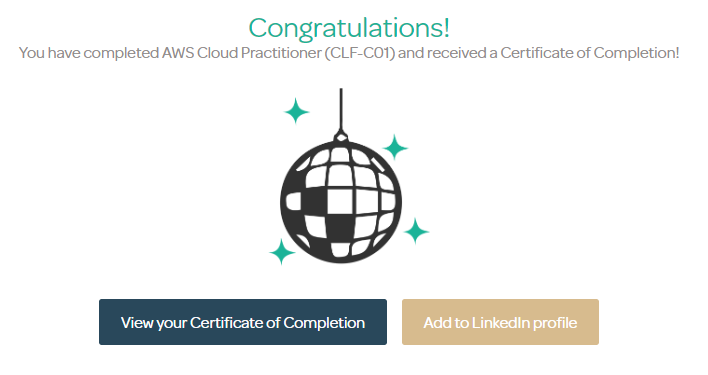 Congratulations!
You have completed AWS Cloud Practitioner (CLF-C01) and received a Certificate of Completion!
View your Certificate of Completion
Add to LinkedIn profile